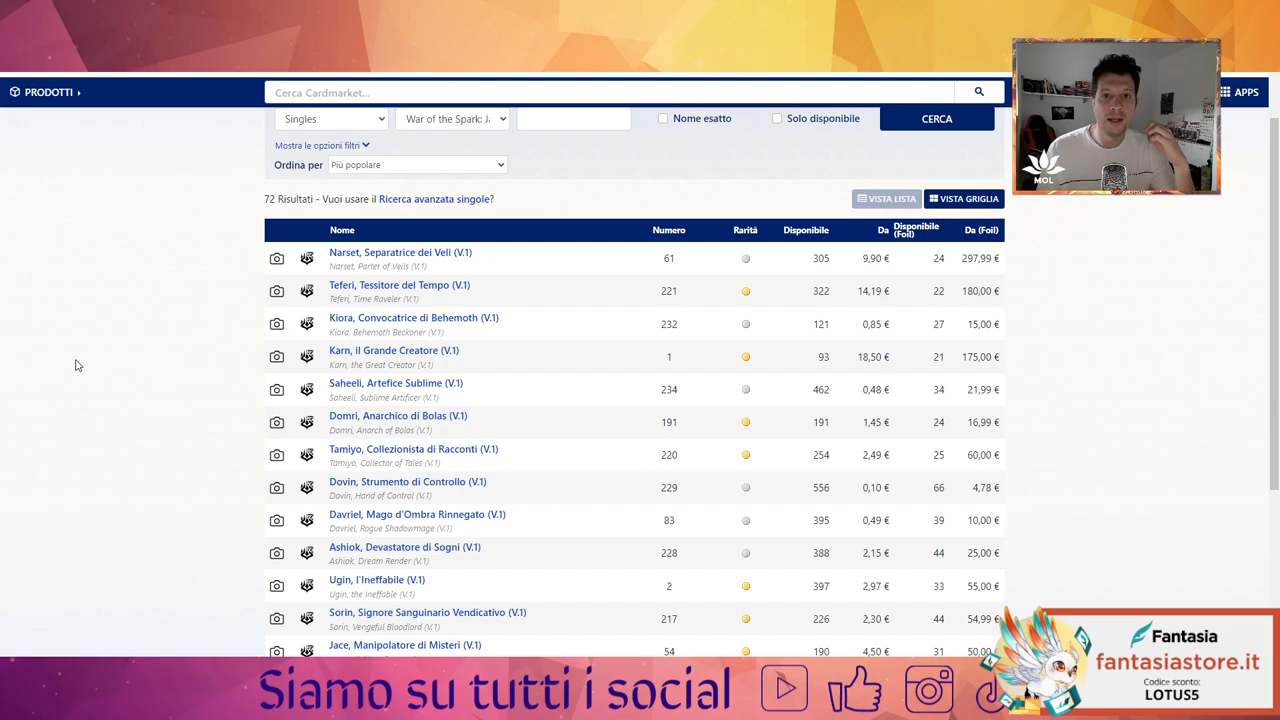 PRODOTTI
Cerca Cardmarket...
APPS
Singles
War of the Spark: Ja
Nome esatto
Solo disponibile
CERCA
Mostra le opzioni filtri
Ordina per Più popolare
MOL
72 Risultati - Vuoi usare il Ricerca avanzata singole?
VISTA LISTA
VISTA GRIGLIA
Nome Numero Rarità Disponibile Da Disponibile (Foil) Da (Foil)
Narset, Separatrice dei Veli (V.1) 61 305 9,90 € 24 297,99 €
Narset, Parter of Veils (V.1)
Teferi, Tessitore del Tempo (V.1) 221 322 14,19 € 22 180,00 €
Teferi, Time Raveler (V.1)
Kiora, Convocatrice di Behemoth (V.1) 232 121 0,85 € 27 15,00 €
Kiora, Behemoth Beckoner (V.1)
Karn, il Grande Creatore (V.1) 1 93 18,50 € 21 175,00 €
Karn, the Great Creator (V.1)
Saheeli, Artefice Sublime (V.1) 234 462 0,48 € 34 21,99 €
Saheeli, Sublime Artificer (V.1)
Domri, Anarchico di Bolas (V.1) 191 191 1,45 € 24 16,99 €
Domri, Anarch of Bolas (V.1)
Tamiyo, Collezionista di Racconti (V.1) 220 254 2,49 € 25 60,00 €
Tamiyo, Collector of Tales (V.1)
Dovin, Strumento di Controllo (V.1) 229 556 0,10 € 66 4,78 €
Dovin, Hand of Control (V.1)
Davriel, Mago d'Ombra Rinnegato (V.1) 83 395 0,49 € 39 10,00 €
Davriel, Rogue Shadowmage (V.1)
Ashiok, Devastatore di Sogni (V.1) 228 388 2,15 € 44 25,00 €
Ashiok, Dream Render (V.1)
Ugin, l'Ineffabile (V.1) 2 397 2,97 € 33 55,00 €
Ugin, the Ineffable (V.1)
Sorin, Signore Sanguinario Vendicativo (V.1) 217 226 2,30 € 44 54,99 €
Sorin, Vengeful Bloodlord (V.1)
Jace, Manipolatore di Misteri (V.1) 54 190 4,50 € 31 50,00
Fantasia
fantasiastore.it
Codice sconto:
LOTUS5
Siamo su tutti i social